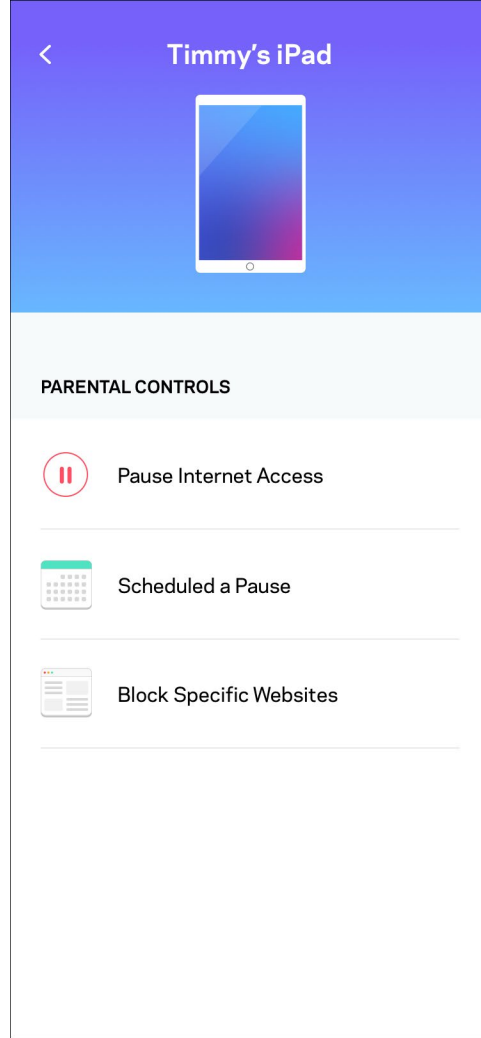 Timmy’s iPad
PARENTAL CONTROLS
Pause Internet Access
Scheduled a Pause
Block Specific Websites